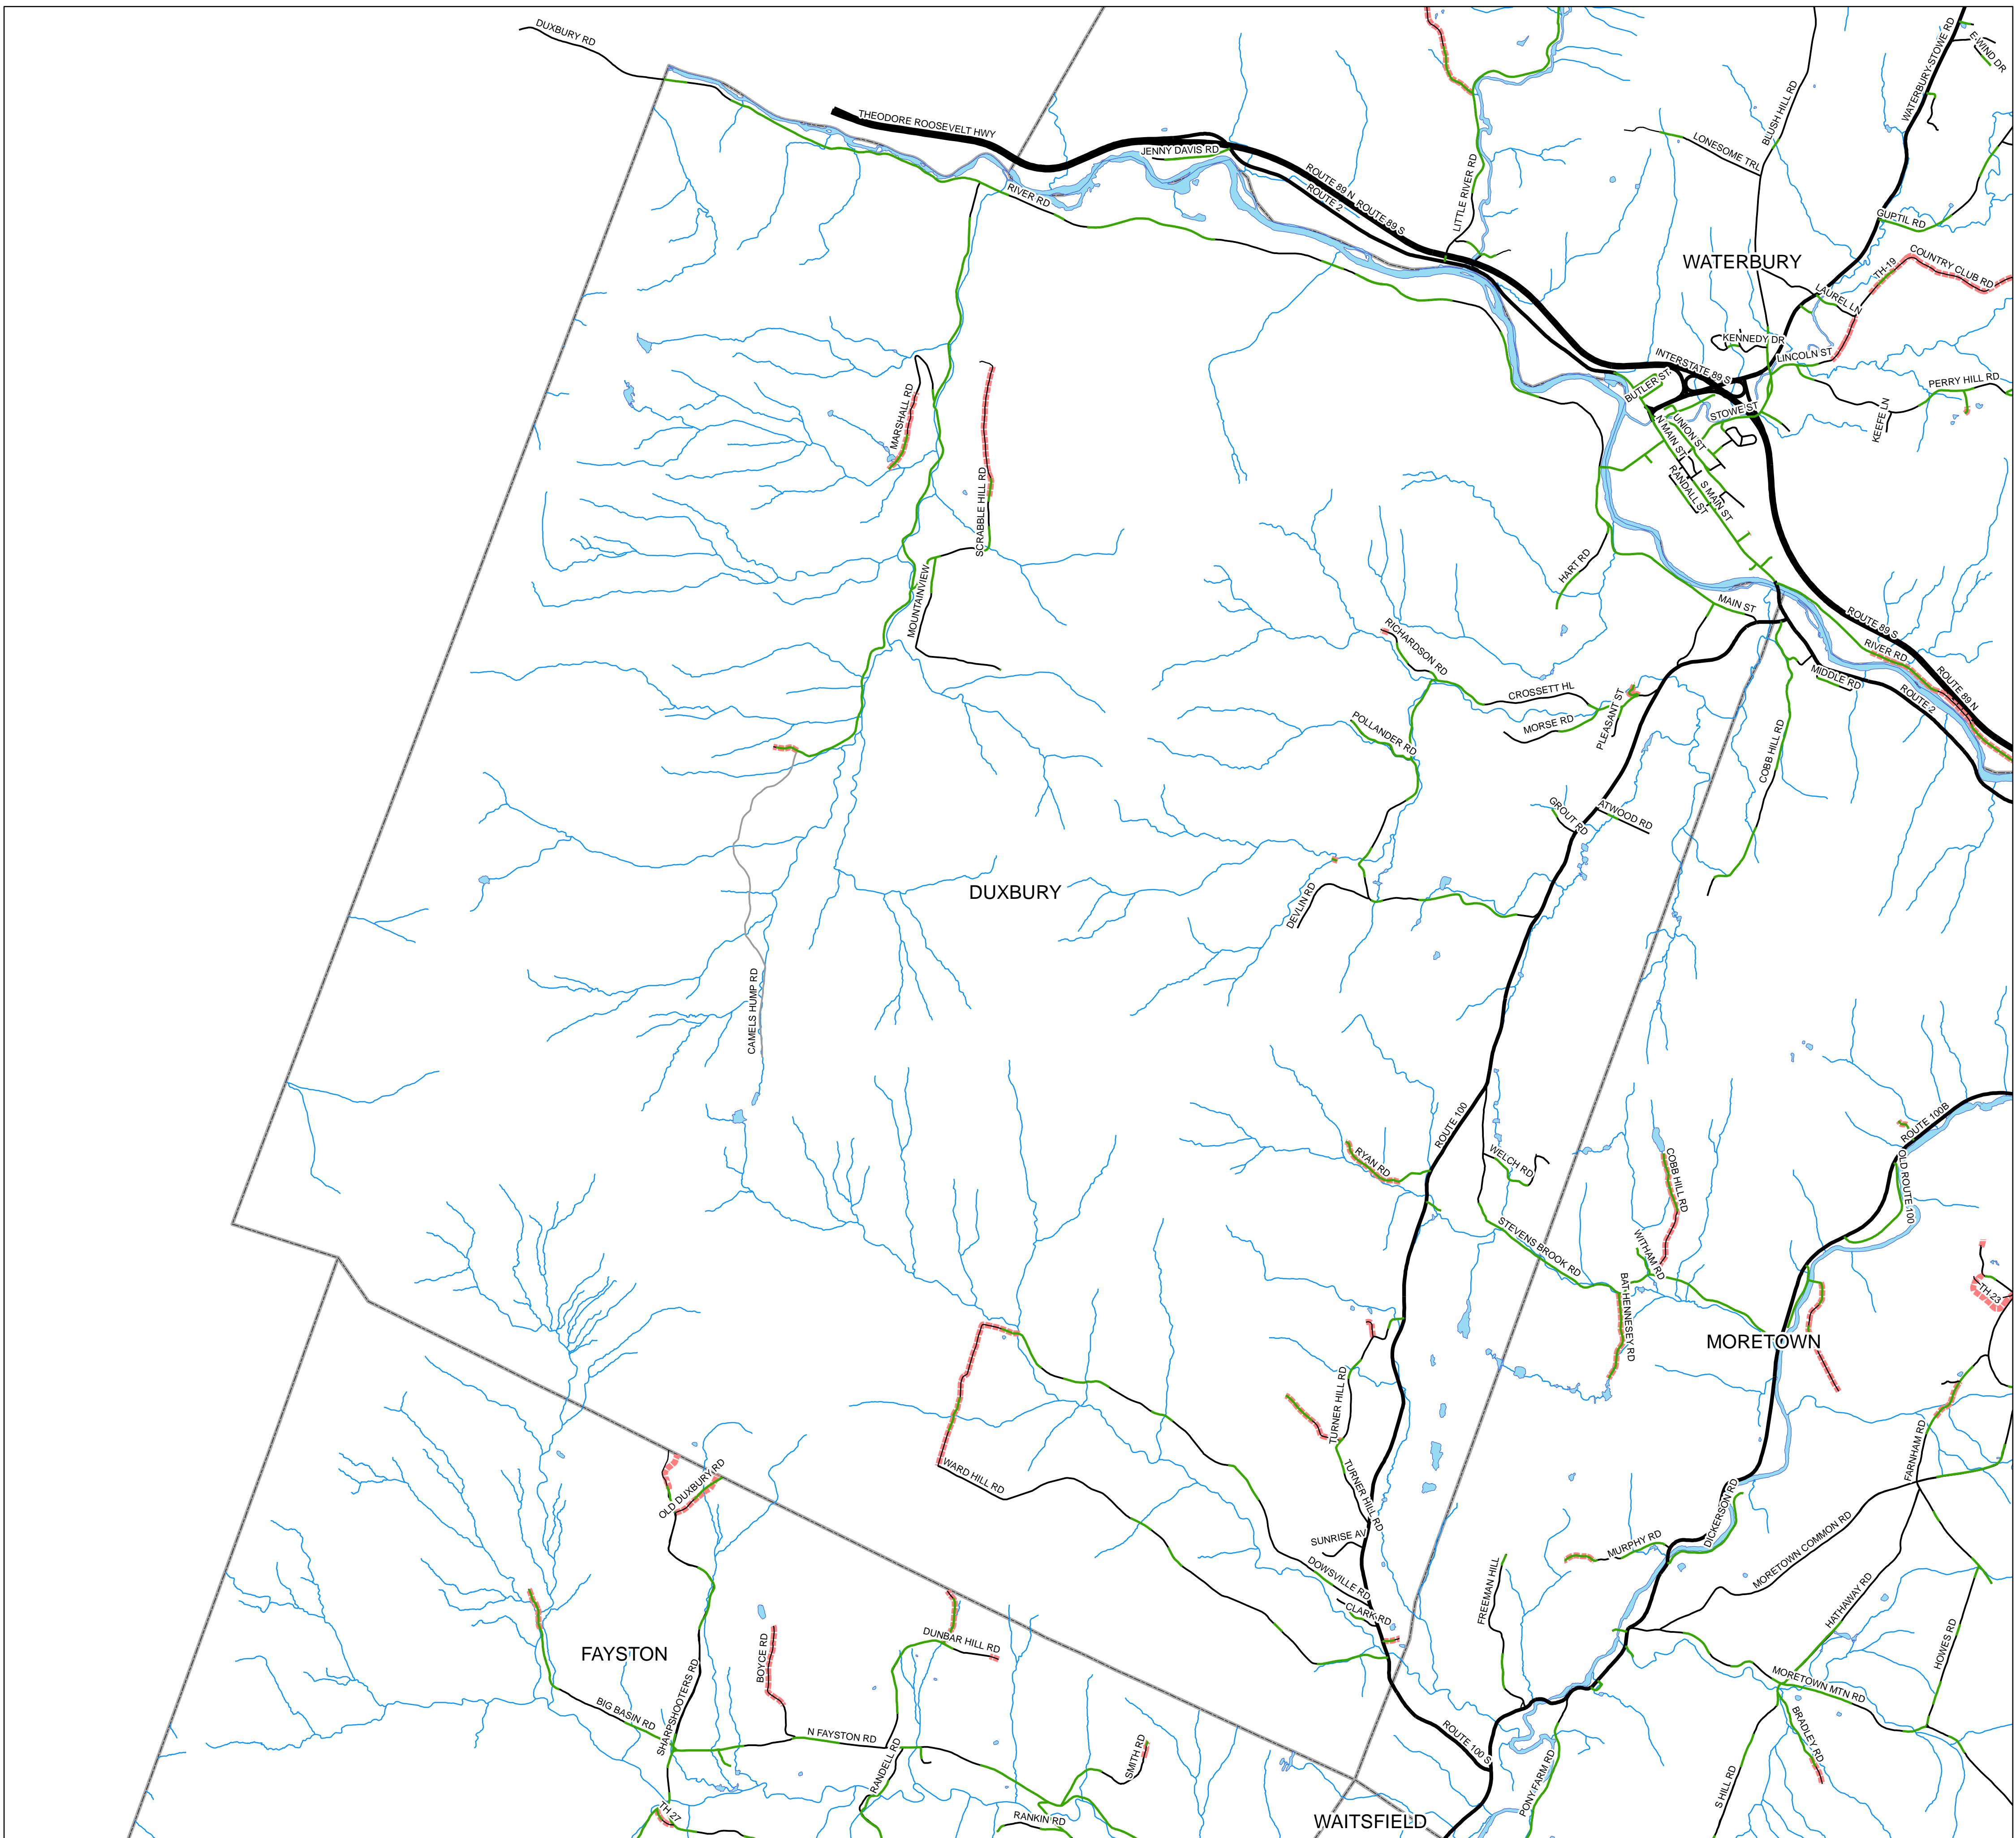 DUXBURY RD
THEODORE ROOSEVELT HWY
JENNY DAVIS RD
RIVER RD
ROUTE 89 N
ROUTE 2
ROUTE 89 S
LITTLE RIVER RD
BLUSH HILL RD
LONESOME TRL
WATERBURY-STOWE RD
E WIND DR
GUPTIL RD
COUNTRY CLUB RD
TH-19
WATERBURY
LAUREL LN
KENNEDY DR
LINCOLN ST
INTERSTATE 89 S
PERRY HILL RD
KEEFE LN
BUTLER ST
STOWE ST
UNION ST
N MAIN ST
RANDALL ST
S MAIN ST
MARSHALL RD
SCRABBLE HILL RD
MOUNTAINVIEW
HART RD
MAIN ST
ROUTE 89 S
RIVER RD
ROUTE 89 N
MIDDLE RD
ROUTE 2
RICHARDSON RD
CROSSETT HL
MORSE RD
PLEASANT ST
POLLANDER RD
COBB HILL RD
GROUT RD
ATWOOD RD
DUXBURY
DEVLIN RD
CAMELS HUMP RD
ROUTE 100
RYAN RD
WELCH RD
STEVENS BROOK RD
COBB HILL RD
WITHAM RD
BATHENNESEY RD
ROUTE 100B
OLD ROUTE 100
TH 23
MORETOWN
TURNER HILL RD
TURNER HILL RD
WARD HILL RD
OLD DUXBURY RD
SUNRISE AV
DOWSVILLE RD
CLARK RD
FREEMAN HILL
MURPHY RD
DICKERSON RD
FARNHAM RD
MORETOWN COMMON RD
HATHAWAY RD
HOWES RD
MORETOWN MTN RD
BRADLEY RD
S HILL RD
PONY FARM RD
ROUTE 100 S
FAYSTON
DUNBAR HILL RD
BOYCE RD
BIG BASIN RD
SHARPSHOOTERS RD
N FAYSTON RD
RANDELL RD
SMITH RD
RANKIN RD
TH 27
WAITSFIELD